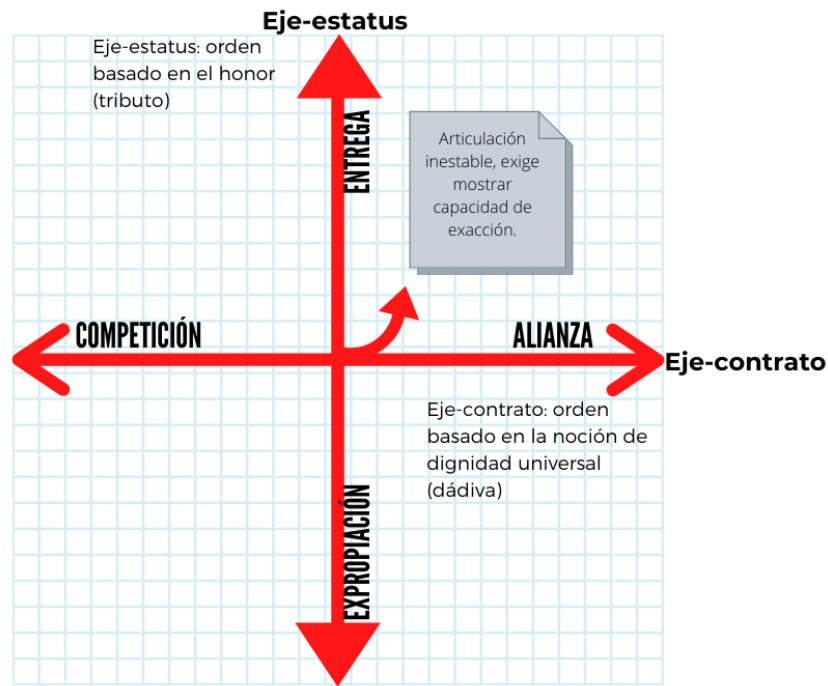 Eje-estatus
Eje-estatus: orden
basado en el honor
(tributo)
ENTREGA
Articulación
inestable, exige
mostrar
capacidad de
exacción.
COMPETICIÓN
ALIANZA
Eje-contrato
Eje-contrato: orden
basado en la noción de
dignidad universal
(dádiva)
EXPROPIACIÓN